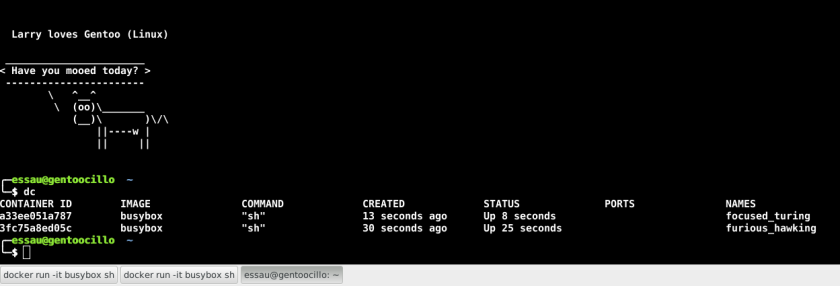 Larry loves Gentoo (Linux)
 _______________________
< Have you mooed today? >
 -----------------------
        \   ^__^
         \  (oo)\_______
            (__)\       )\/\
                ||----w |
                ||     ||
╭─essau@gentoocillo  ~
╰─$ dc
CONTAINER ID        IMAGE               COMMAND             CREATED             STATUS              PORTS               NAMES
a33ee051a787        busybox             "sh"                13 seconds ago      Up 8 seconds                            focused_turing
3fc75a8ed05c        busybox             "sh"                30 seconds ago      Up 25 seconds                           furious_hawking
╭─essau@gentoocillo  ~
╰─$
docker run -it busybox sh docker run -it busybox sh essau@gentoocillo: ~